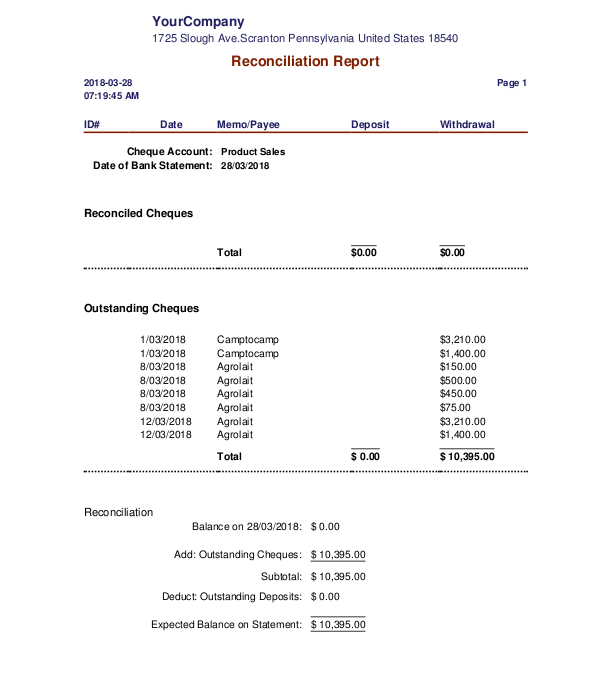 YourCompany
1725 Slough Ave.Scranton Pennsylvania United States 18540
Reconciliation Report
2018-03-28 Page 1
07:19:45 AM
ID# Date Memo/Payee Deposit Withdrawal
Cheque Account: Product Sales
Date of Bank Statement: 28/03/2018
Reconciled Cheques
Total $0.00 $0.00
Outstanding Cheques
1/03/2018 Camptocamp $3,210.00
1/03/2018 Camptocamp $1,400.00
8/03/2018 Agrolait $150.00
8/03/2018 Agrolait $500.00
8/03/2018 Agrolait $450.00
8/03/2018 Agrolait $75.00
12/03/2018 Agrolait $3,210.00
12/03/2018 Agrolait $1,400.00
Total $ 0.00 $ 10,395.00
Reconciliation
Balance on 28/03/2018: $ 0.00
Add: Outstanding Cheques: $ 10,395.00
Subtotal: $ 10,395.00
Deduct: Outstanding Deposits: $ 0.00
Expected Balance on Statement: $ 10,395.00